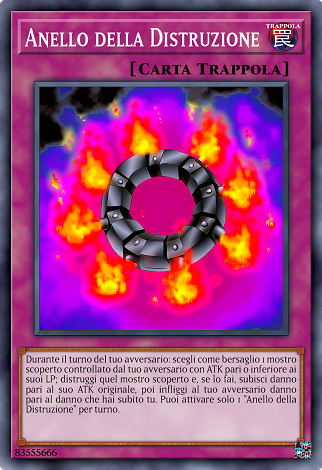 Anello della Distruzione
TRAPPOLA
罠
[Carta Trappola]
Durante il turno del tuo avversario: scegli come bersaglio 1 mostro
scoperto controllato dal tuo avversario con ATK pari o inferiore ai
suoi LP; distruggi quel mostro scoperto e, se lo fai, subisci danno
pari al suo ATK originale, poi infliggi al tuo avversario danno
pari al danno che hai subito tu. Puoi attivare solo 1 "Anello della
Distruzione" per turno.
83555666